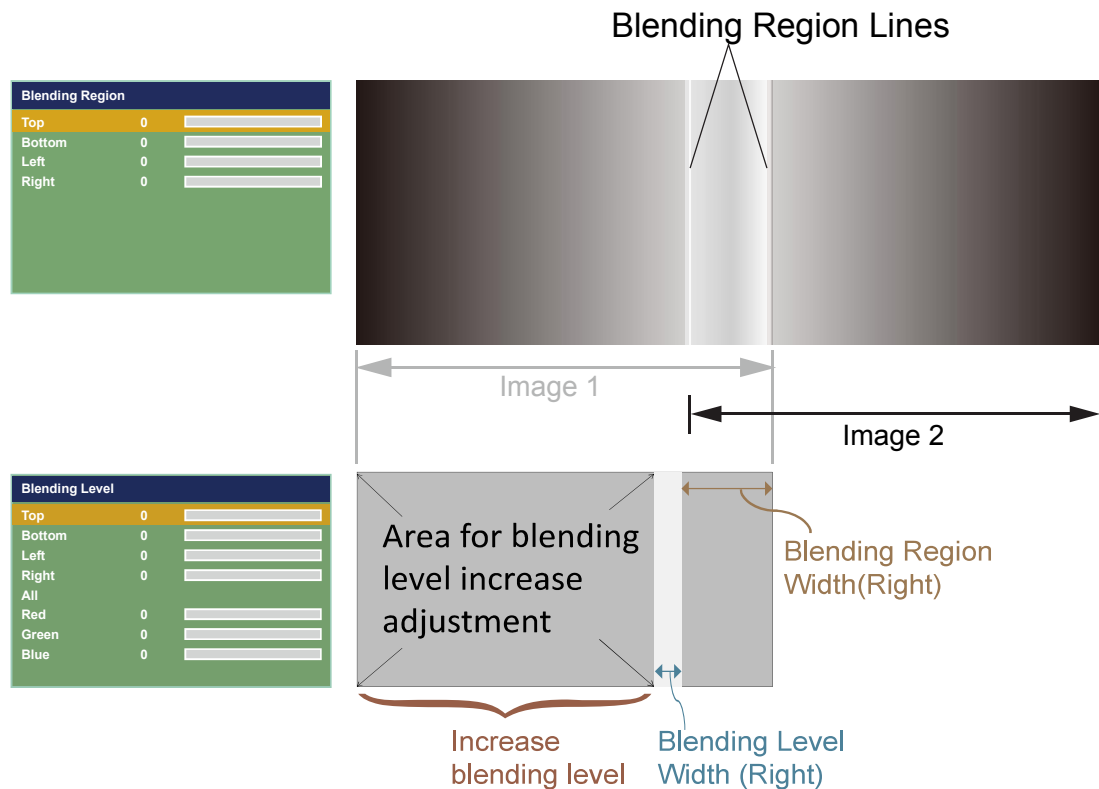 Blending Region Lines
Blending Region
Top 0
Bottom 0
Left 0
Right 0
Image 1
Image 2
Blending Level
Top 0
Bottom 0
Left 0
Right 0
All
Red 0
Green 0
Blue 0
Area for blending
level increase
adjustment
Blending Region
Width(Right)
Increase
blending level
Blending Level
Width (Right)